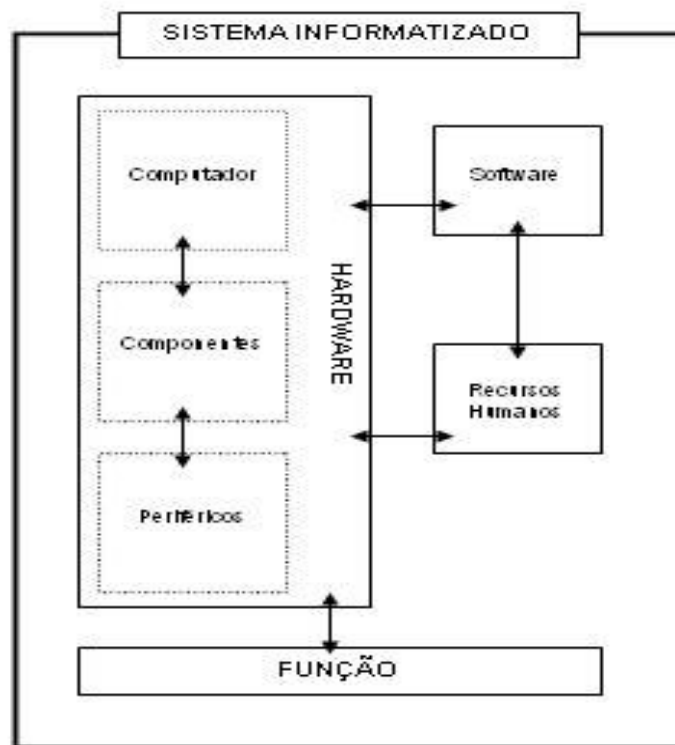 SISTEMA INFORMATIZADO
Computador
Componentes
Periféricos
HARDWARE
Software
Recursos
Humanos
FUNÇÃO